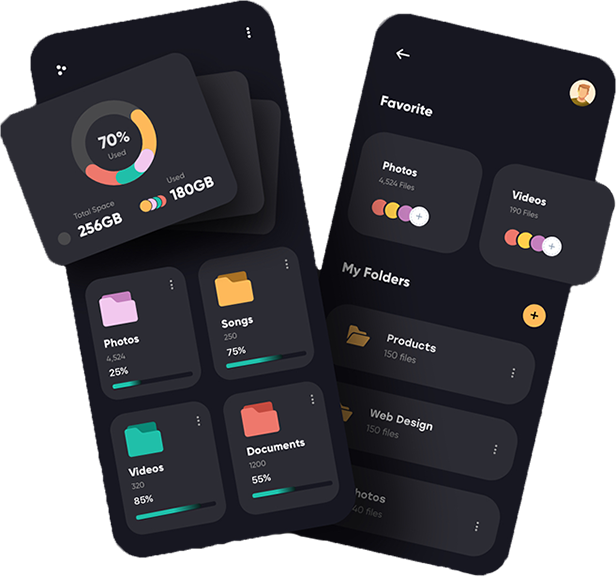 70%
Used
Total Space
256GB
Used
180GB
Photos
4,524
25%
Songs
250
75%
Videos
320
85%
Documents
1200
55%
Favorite
Photos
4,524 Files
+
Videos
190 Files
+
My Folders
+
Products
150 files
Web Design
150 files
hotos
40 files